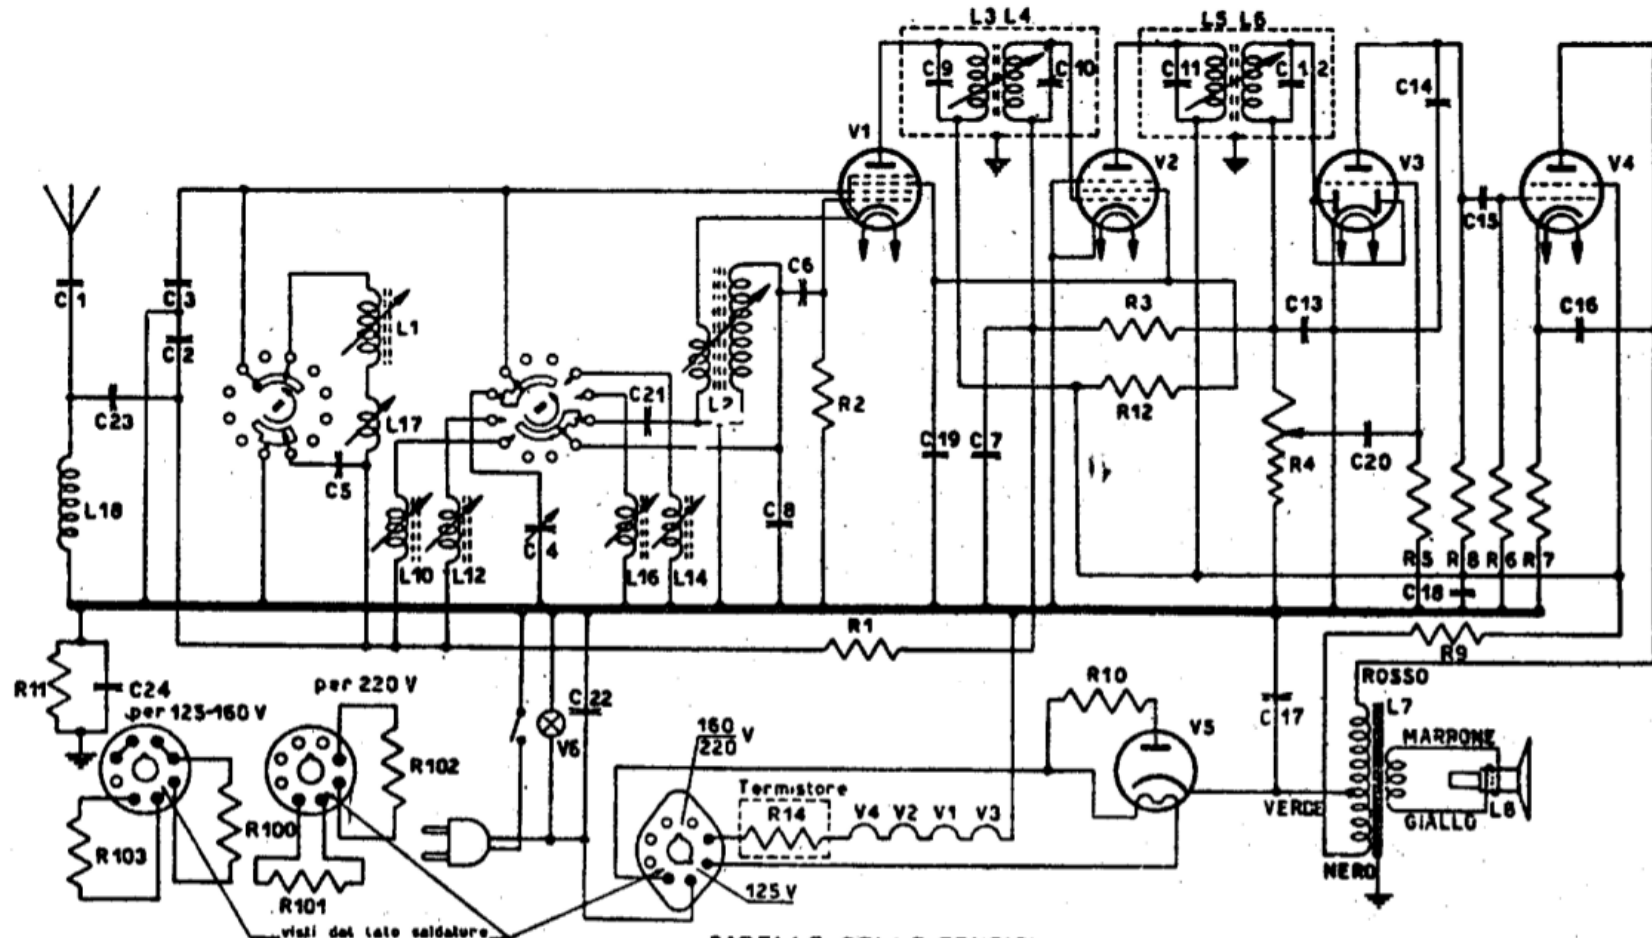 L3 L4
L5 L6
C9
C10
C11
C12
C14
V1
V2
V3
V4
C1
C3
C2
L1
C6
C15
C16
R3
C13
C23
L17
C21
L2
R2
R12
C5
C19
C7
R4
C20
L18
L10
L12
C4
L16
L14
C8
R5
R8
R6
R7
C18
R1
R9
R11
C24
per 220 V
per 125-160 V
C22
R10
V5
C17
ROSSO
L7
MARRONE
V6
160
220 V
R102
Termistore
R14
V4 V2 V1 V3
VERDE
L8
GIALLO
R103
R100
R101
125 V
NERO
visti dal lato saldature